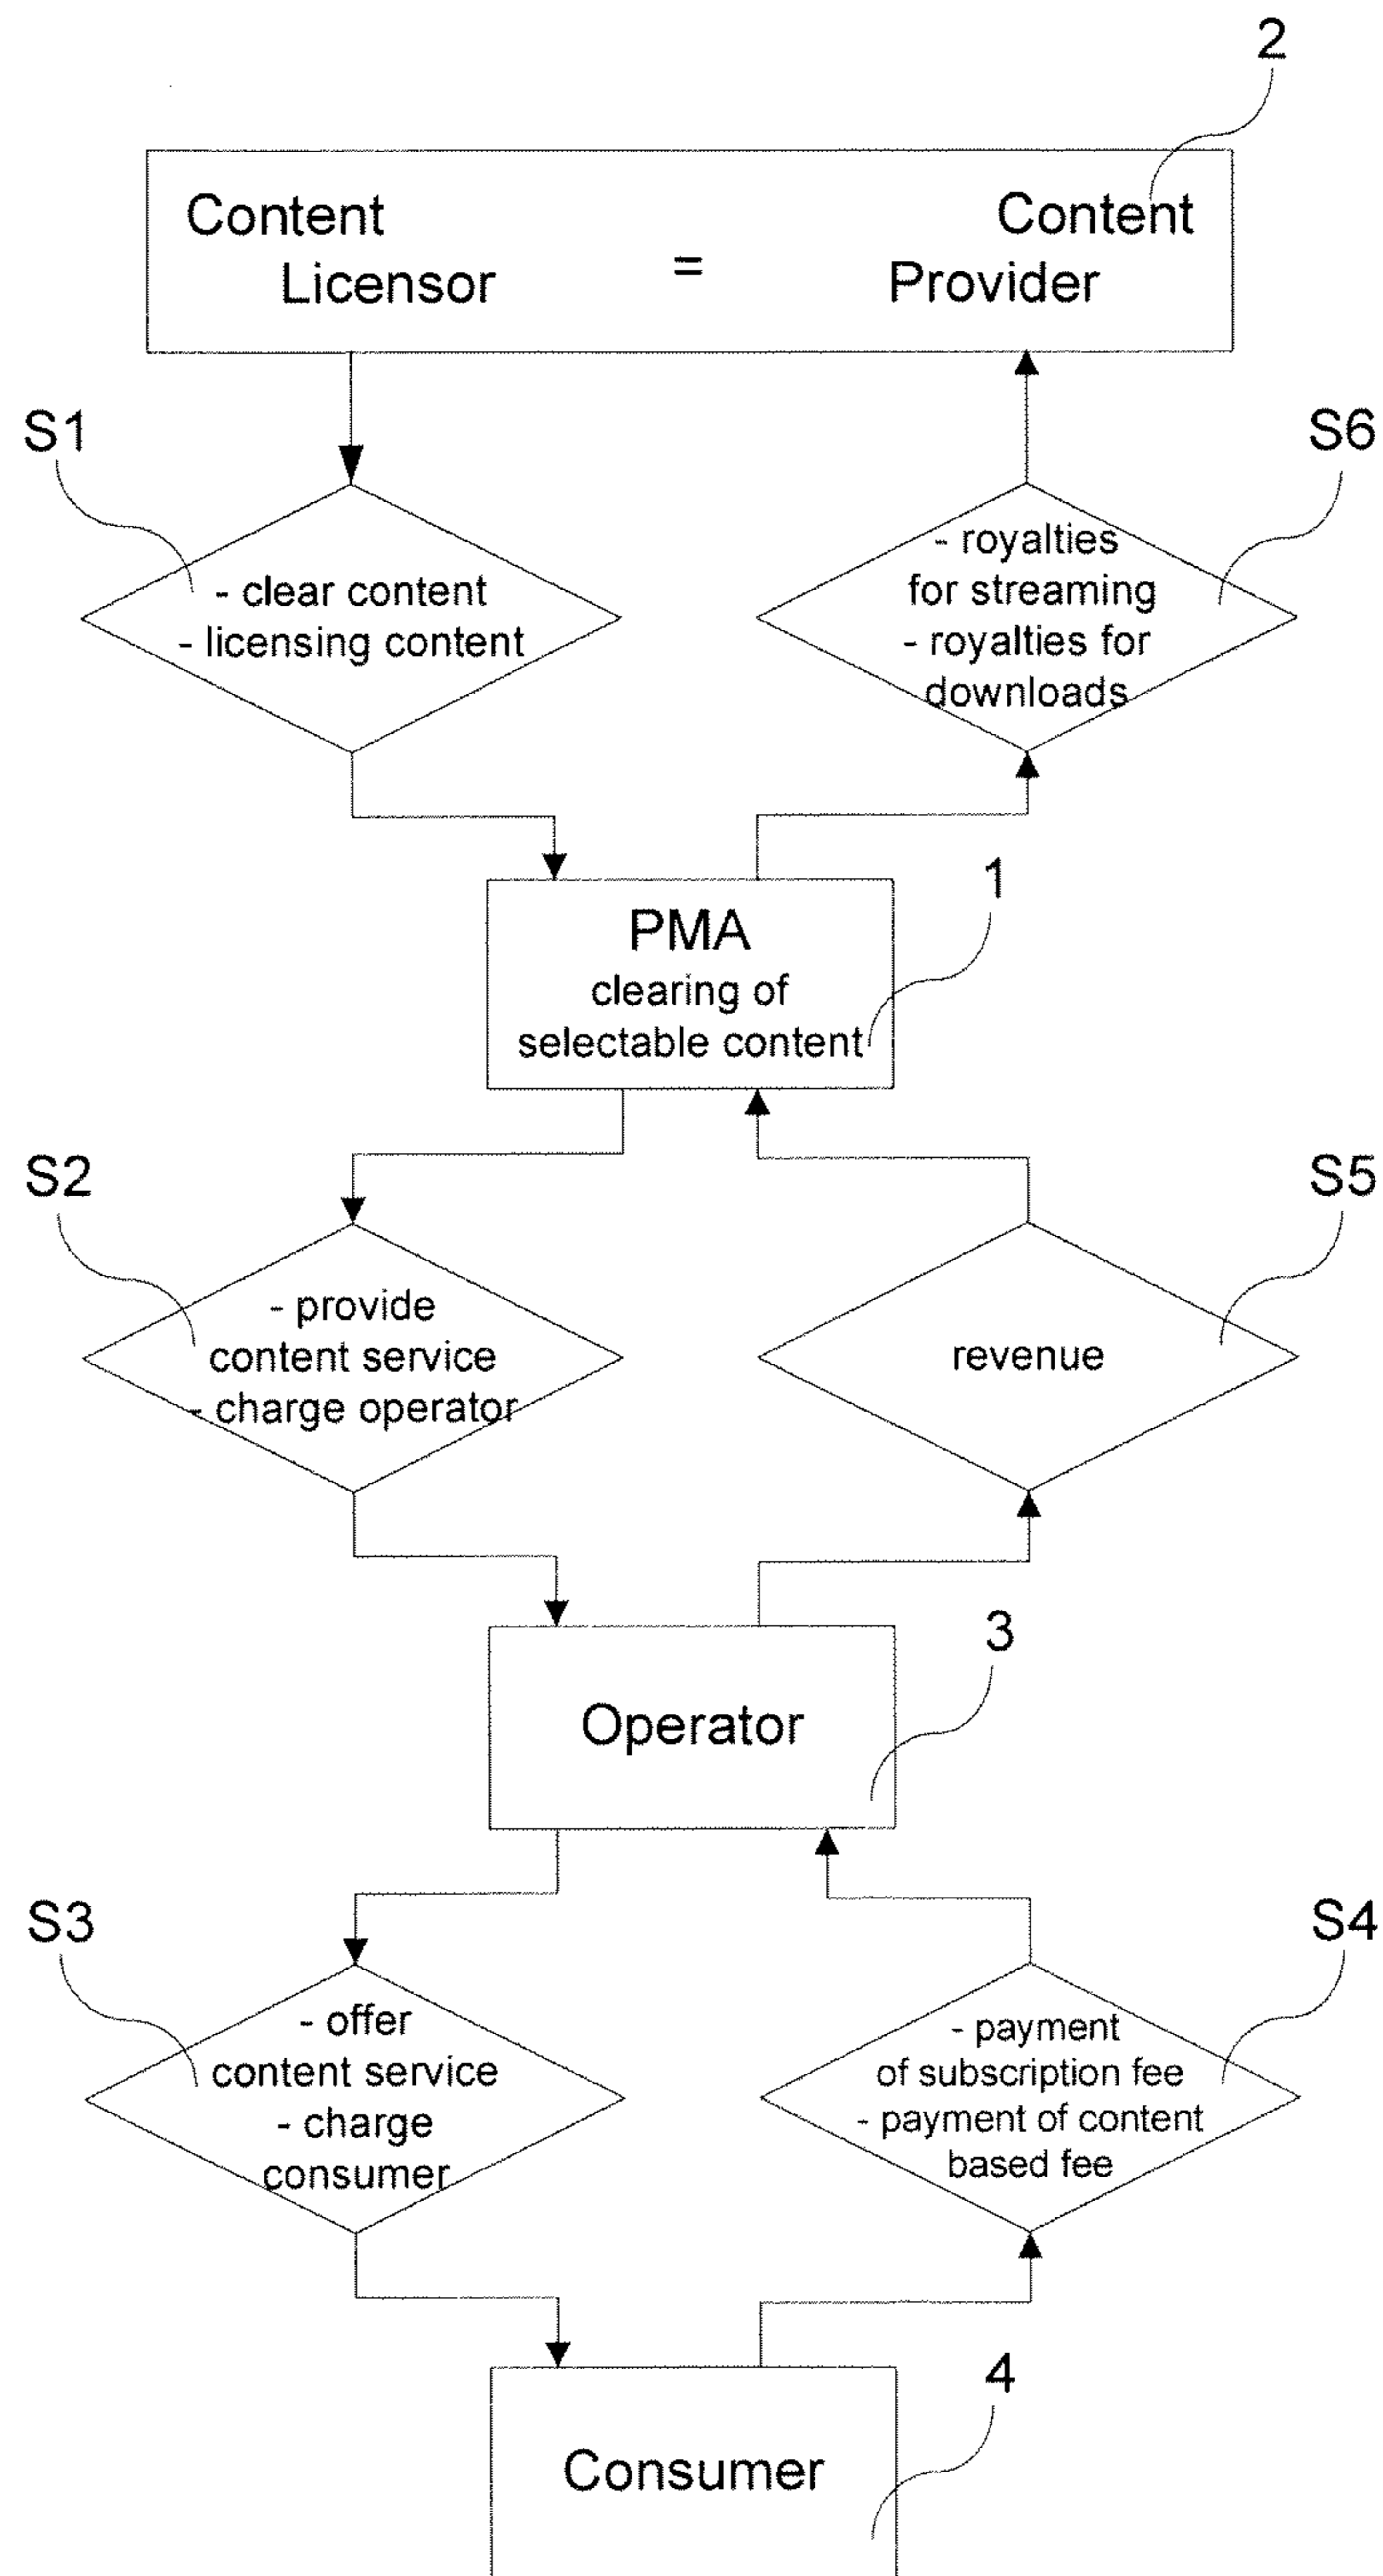 2
Content Content
Licensor = Provider
S1
S6
- clear content
- licensing content
- royalties
for streaming
- royalties for
downloads
1
PMA
clearing of
selectable content
S2
S5
- provide
content service
- charge operator
revenue
3
Operator
S3
S4
- offer
content service
- charge
consumer
- payment
of subscription fee
- payment of content
based fee
4
Consumer